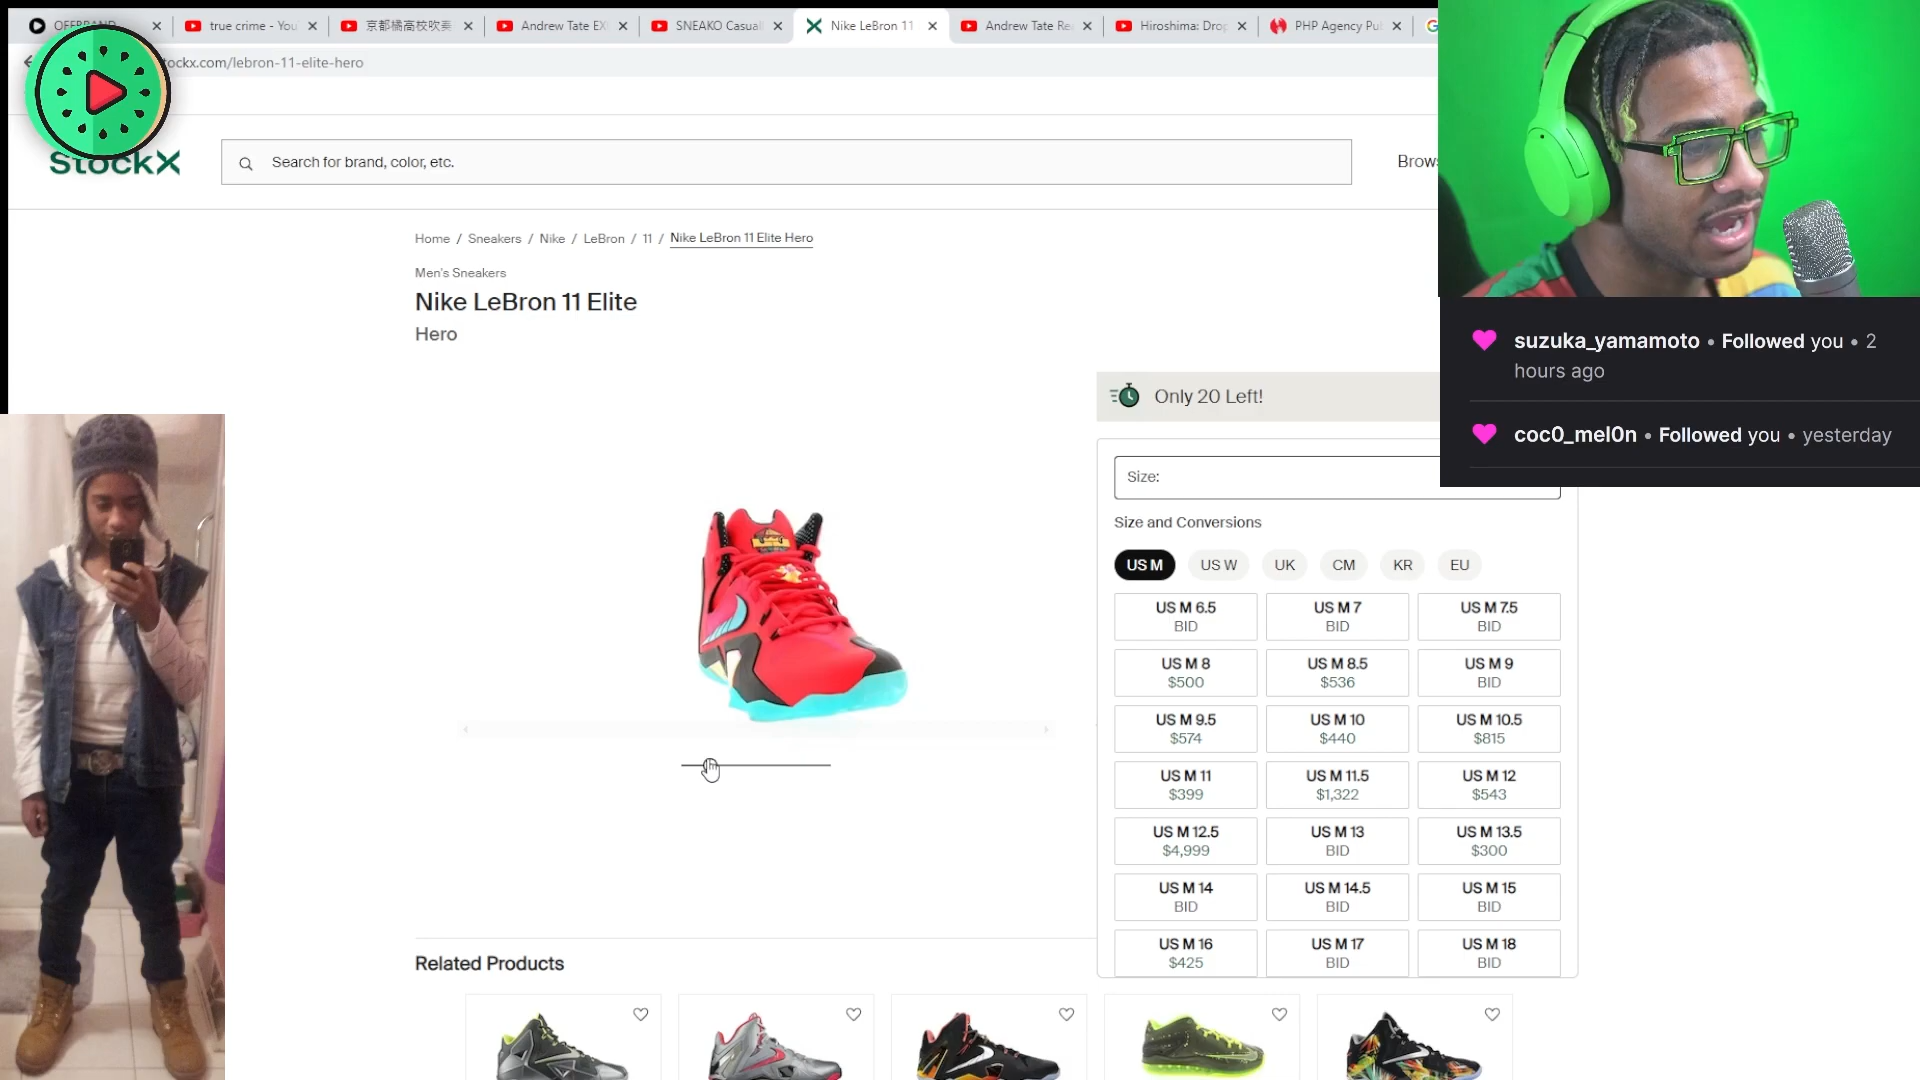 OFFBRAND
true crime - You
京都橘高校吹奏
Andrew Tate EX
SNEAKO Casual
Nike LeBron 11
Andrew Tate Re
Hiroshima: Drop
PHP Agency Pu
tockx.com/lebron-11-elite-hero
StockX
Search for brand, color, etc.
Brow
Home / Sneakers / Nike / LeBron / 11 / Nike LeBron 11 Elite Hero
Men's Sneakers
Nike LeBron 11 Elite
Hero
suzuka_yamamoto • Followed you • 2
hours ago
coc0_mel0n • Followed you • yesterday
Only 20 Left!
Size:
Size and Conversions
US M US W UK CM KR EU
US M 6.5 US M 7 US M 7.5
BID BID BID
US M 8 US M 8.5 US M 9
$500 $536 BID
US M 9.5 US M 10 US M 10.5
$574 $440 $815
US M 11 US M 11.5 US M 12
$399 $1,322 $543
US M 12.5 US M 13 US M 13.5
$4,999 BID $300
US M 14 US M 14.5 US M 15
BID BID BID
US M 16 US M 17 US M 18
$425 BID BID
Related Products